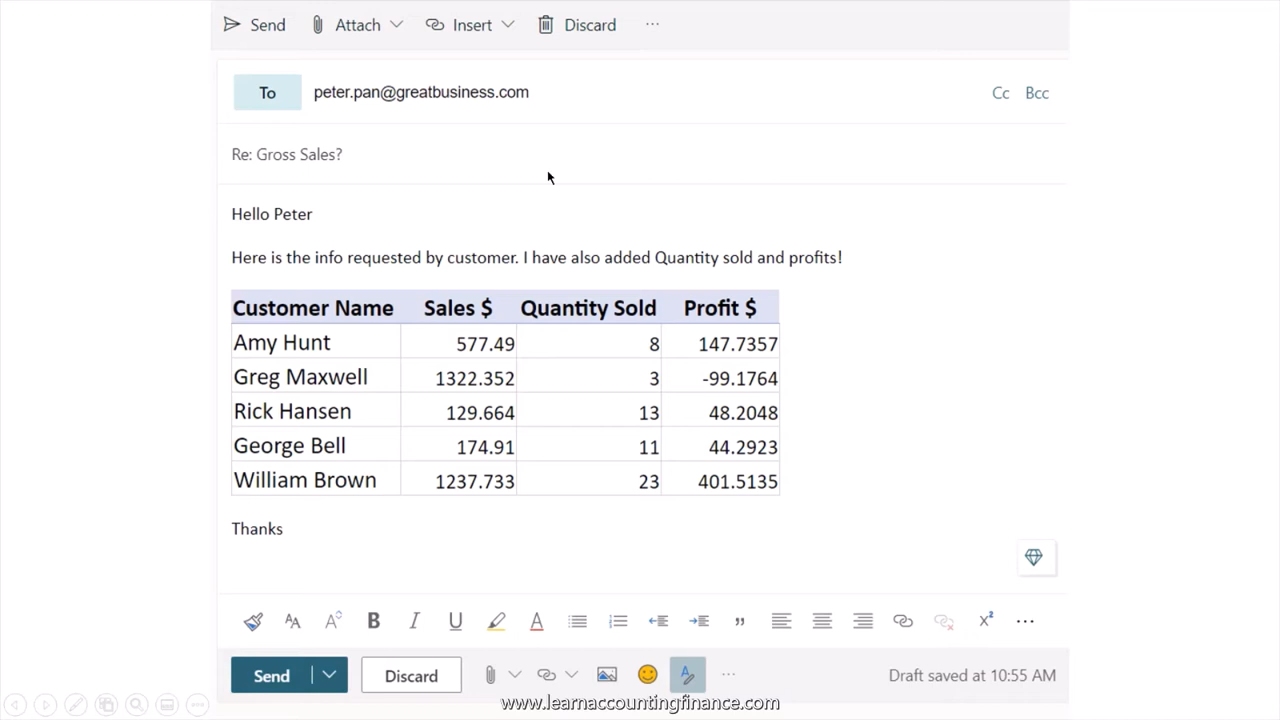 Send Attach Insert Discard ...
To peter.pan@greatbusiness.com Cc Bcc
Re: Gross Sales?
Hello Peter
Here is the info requested by customer. I have also added Quantity sold and profits!
Customer Name Sales $ Quantity Sold Profit $
Amy Hunt 577.49 8 147.7357
Greg Maxwell 1322.352 3 -99.1764
Rick Hansen 129.664 13 48.2048
George Bell 174.91 11 44.2923
William Brown 1237.733 23 401.5135
Thanks
Send Discard Draft saved at 10:55 AM
www.learnaccountingfinance.com